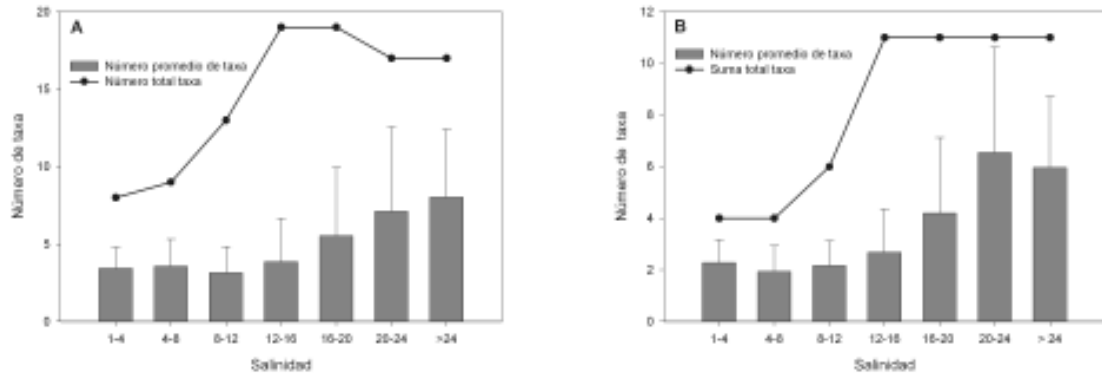 A
Número promedio de taxa
Número total taxa
Número de taxa
20
15
10
5
0
1-4
4-8
8-12
12-16
16-20
20-24
>24
Salinidad
B
Número promedio de taxa
Suma total taxa
Número de taxa
12
10
8
6
4
2
0
1-4
4-8
8-12
12-16
16-20
20-24
> 24
Salinidad